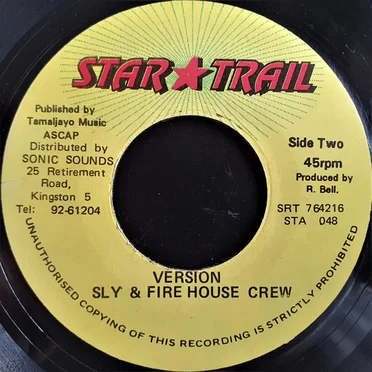 STAR★TRAIL
Published by
Tamaljayo Music
ASCAP
Distributed by
SONIC SOUNDS
25 Retirement
Road,
Kingston 5
Tel: 92-61204
Side Two
45rpm
Produced by
R. Bell.
SRT 764216
STA 048
VERSION
SLY & FIRE HOUSE CREW
UNAUTHORISED COPYING OF THIS RECORDING IS STRICTLY PROHIBITED